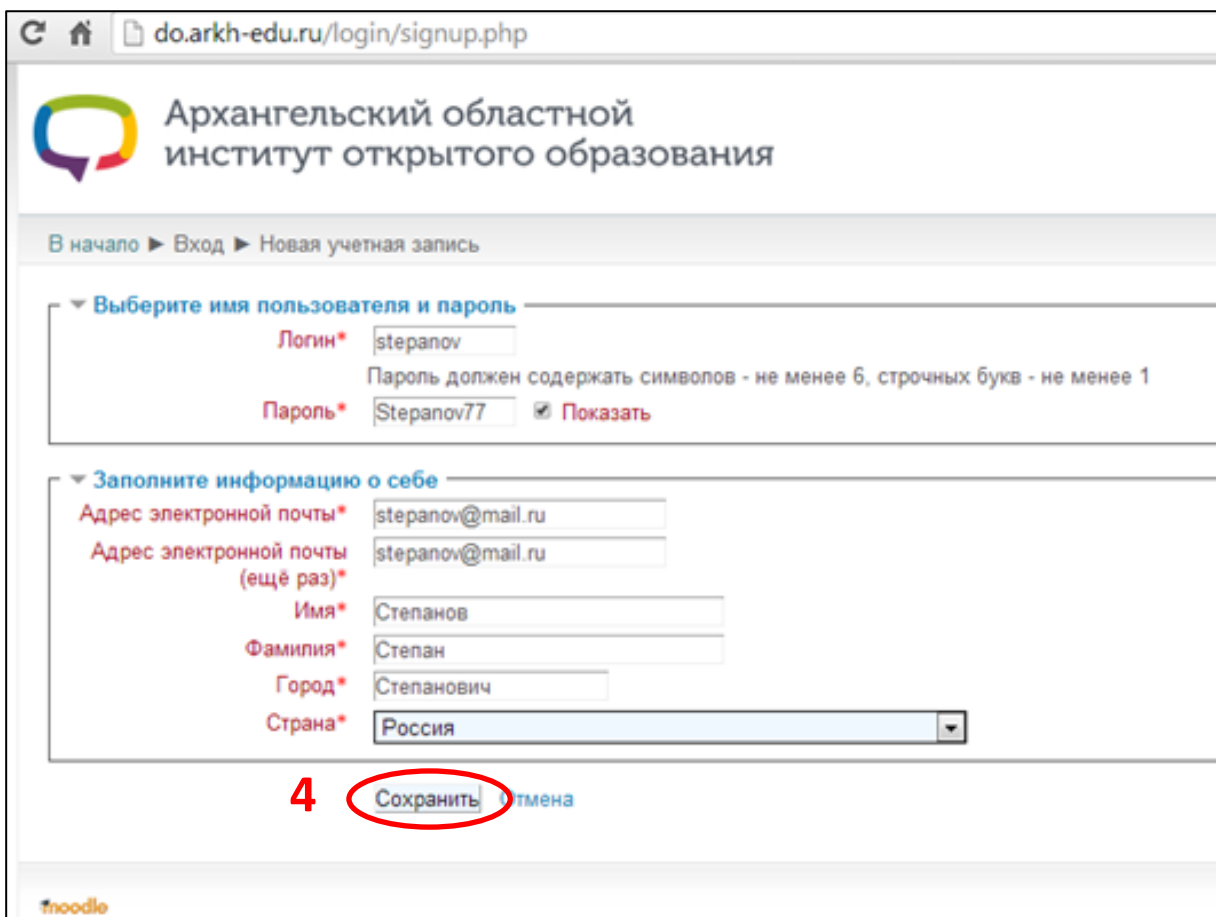 do.arkh-edu.ru/login/signup.php
Архангельский областной
институт открытого образования
В начало ► Вход ► Новая учетная запись
Выберите имя пользователя и пароль
Логин* stepanov
Пароль должен содержать символов - не менее 6, строчных букв - не менее 1
Пароль* Stepanov77 Показать
Заполните информацию о себе
Адрес электронной почты* stepanov@mail.ru
Адрес электронной почты stepanov@mail.ru
(ещё раз)*
Имя* Степанов
Фамилия* Степан
Город* Степанович
Страна* Россия
4 Сохранить Отмена
moodle